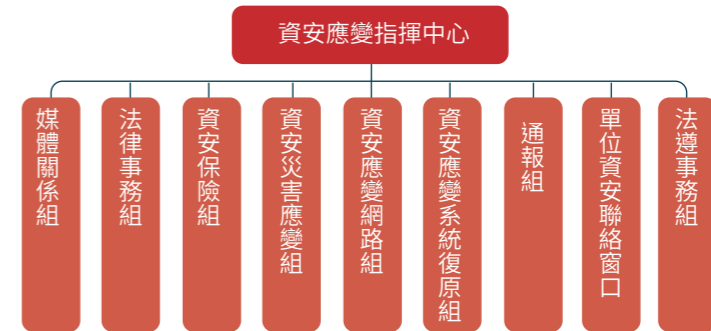 資安應變指揮中心
媒體關係組
法律事務組
資安保險組
資安災害應變組
資安應變網路組
資安應變系統復原組
通報組
單位資安聯絡窗口
法遵事務組